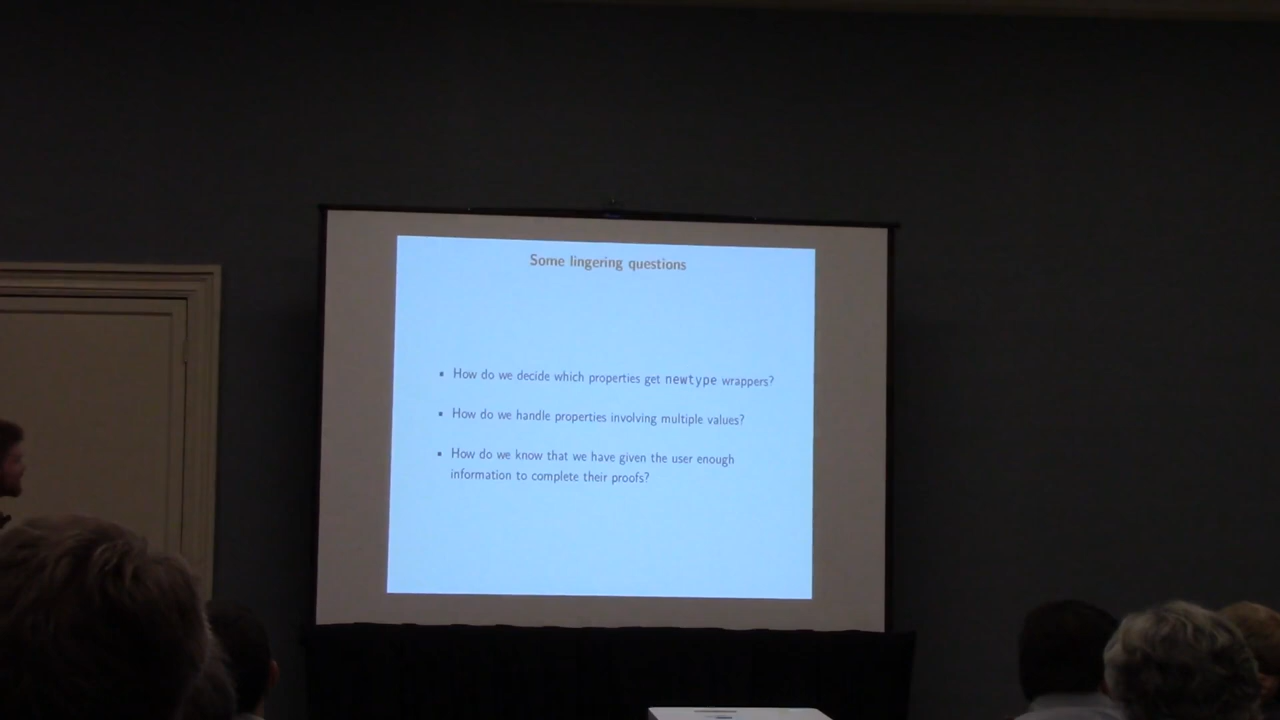 Some lingering questions
▪ How do we decide which properties get newtype wrappers?
▪ How do we handle properties involving multiple values?
▪ How do we know that we have given the user enough
information to complete their proofs?